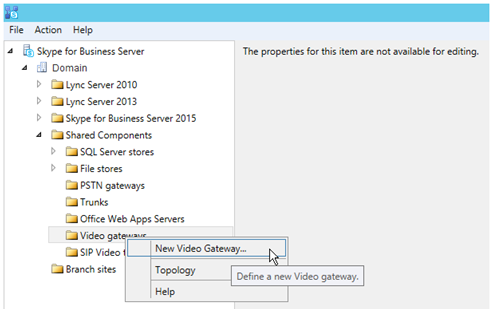 File Action Help
Skype for Business Server
The properties for this item are not available for editing.
Domain
Lync Server 2010
Lync Server 2013
Skype for Business Server 2015
Shared Components
SQL Server stores
File stores
PSTN gateways
Trunks
Office Web Apps Servers
Video gateways
New Video Gateway...
SIP Video
Topology
Define a new Video gateway.
Branch sites
Help